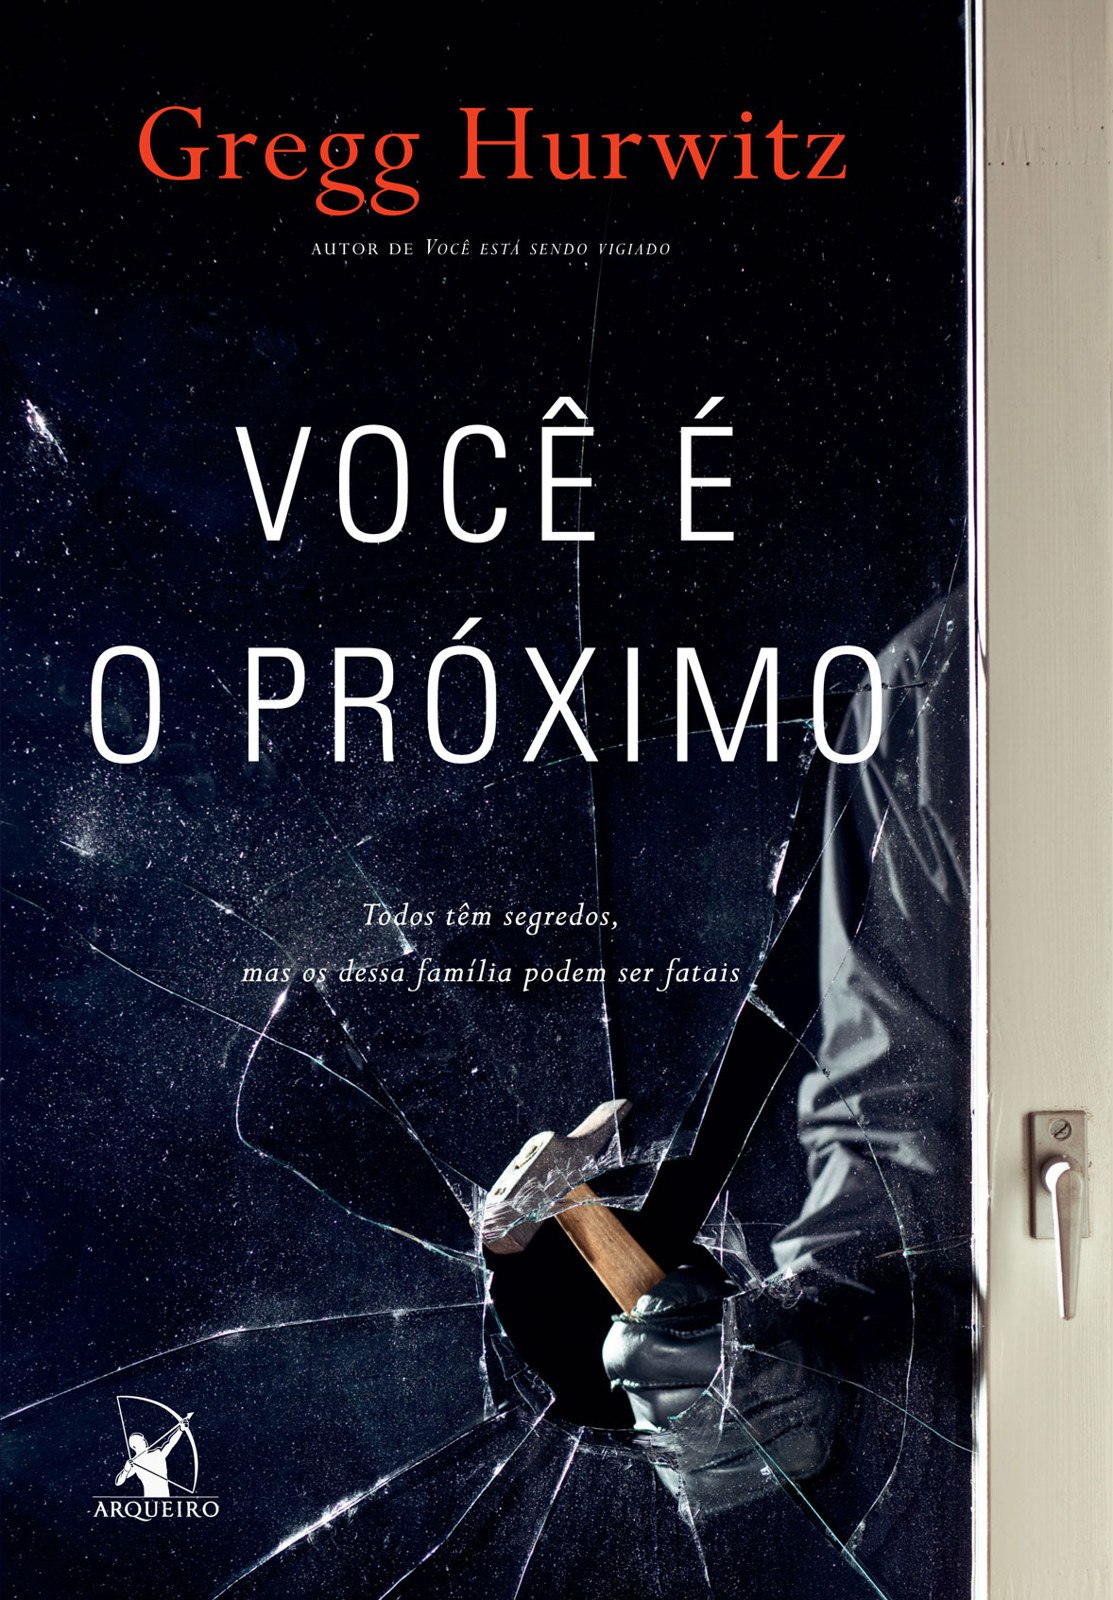 Gregg Hurwitz
AUTOR DE VOCÊ ESTÁ SENDO VIGIADO
VOCÊ É
O PRÓXIMO
Todos têm segredos,
mas os dessa família podem ser fatais
ARQUEIRO